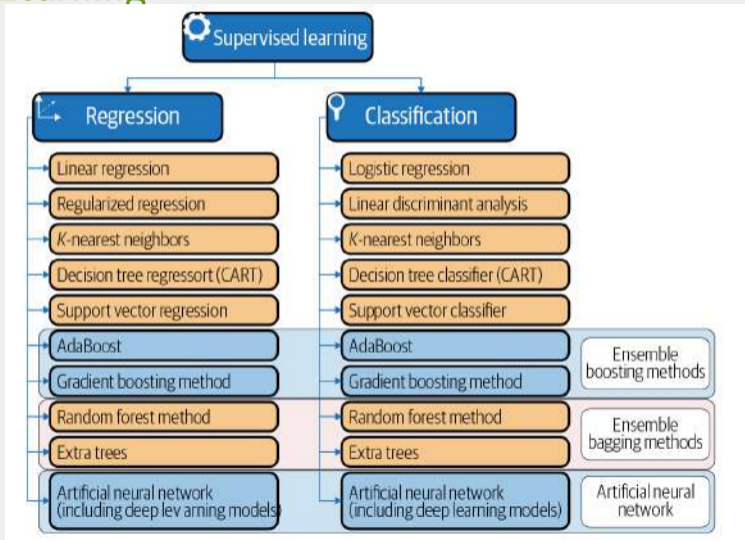 Learning
Supervised learning
Regression
Classification
Linear regression
Logistic regression
Regularized regression
Linear discriminant analysis
K-nearest neighbors
K-nearest neighbors
Decision tree regressort (CART)
Decision tree classifier (CART)
Support vector regression
Support vector classifier
AdaBoost
AdaBoost
Ensemble
boosting methods
Gradient boosting method
Gradient boosting method
Random forest method
Random forest method
Ensemble
bagging methods
Extra trees
Extra trees
Artificial neural network
(including deep lev arning models)
Artificial neural network
(including deep learning models)
Artificial neural
network